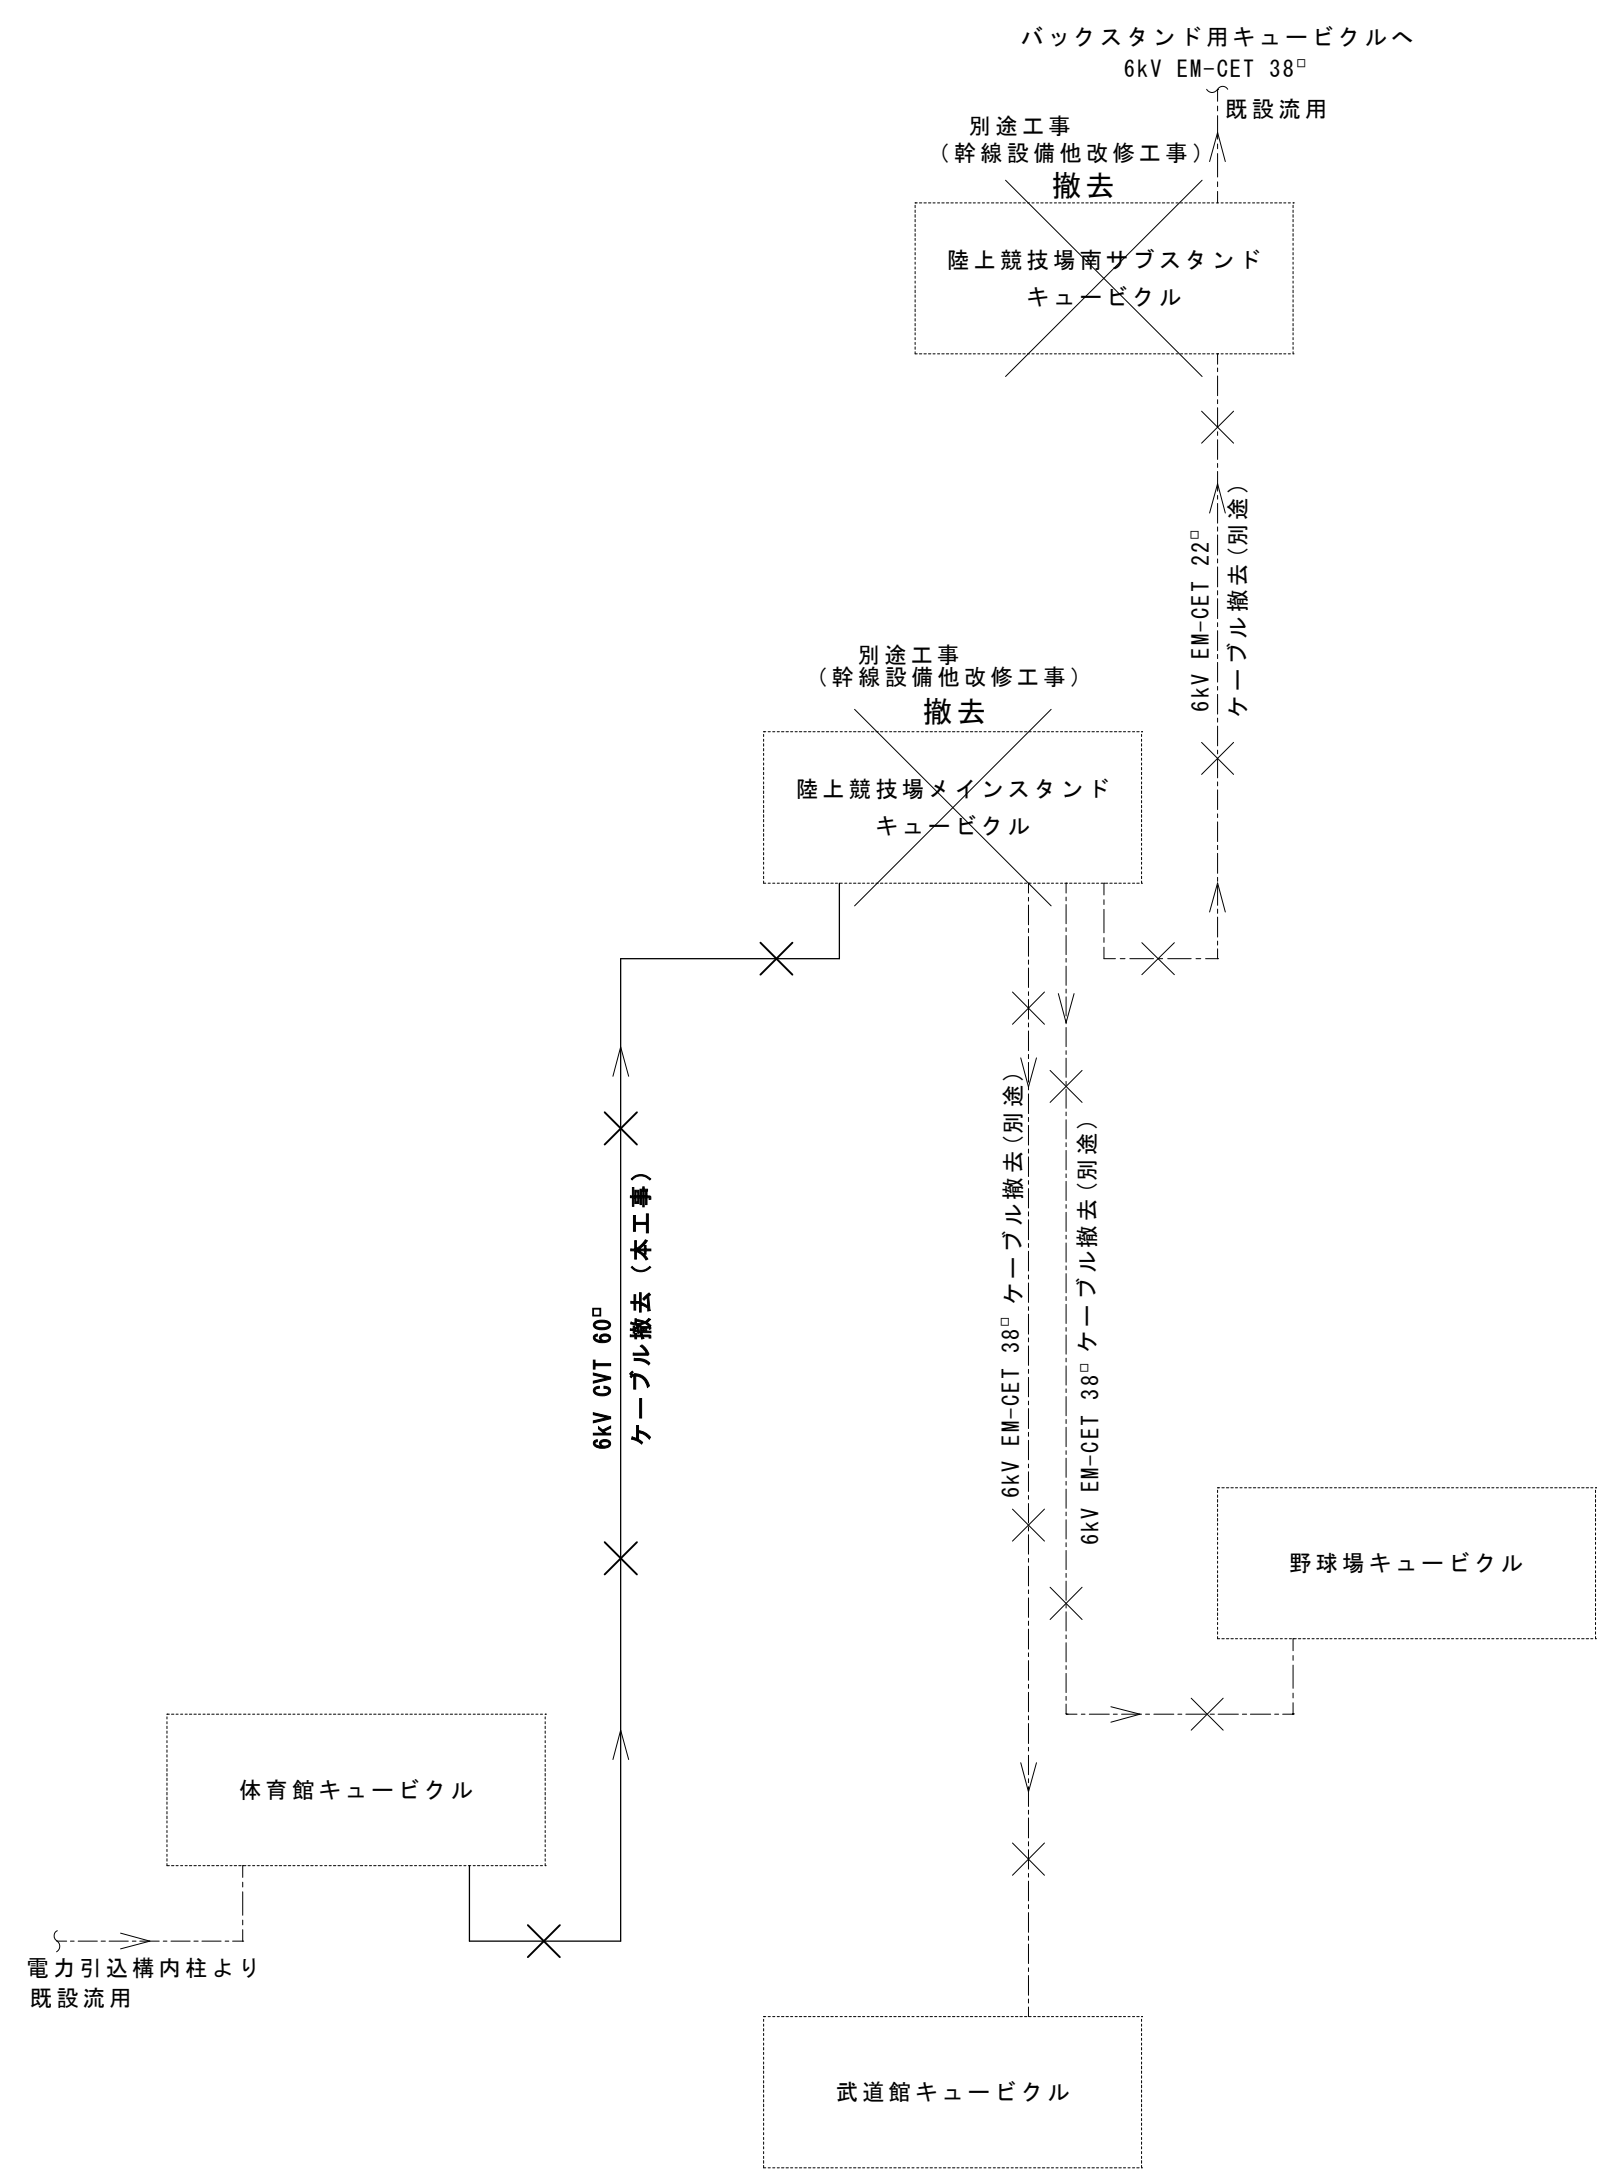 バックスタンド用キュービクルへ
6kV EM-CET 38□
既設流用
別途工事
(幹線設備他改修工事)
撤去
陸上競技場南サブスタンド
キュービクル
6kV EM-CET 22□
ケーブル撤去(別途)
別途工事
(幹線設備他改修工事)
撤去
陸上競技場メインスタンド
キュービクル
6kV CVT 60□
ケーブル撤去(本工事)
6kV EM-CET 38□ ケーブル撤去(別途)
6kV EM-CET 38□ ケーブル撤去(別途)
野球場キュービクル
体育館キュービクル
電力引込構内柱より
既設流用
武道館キュービクル